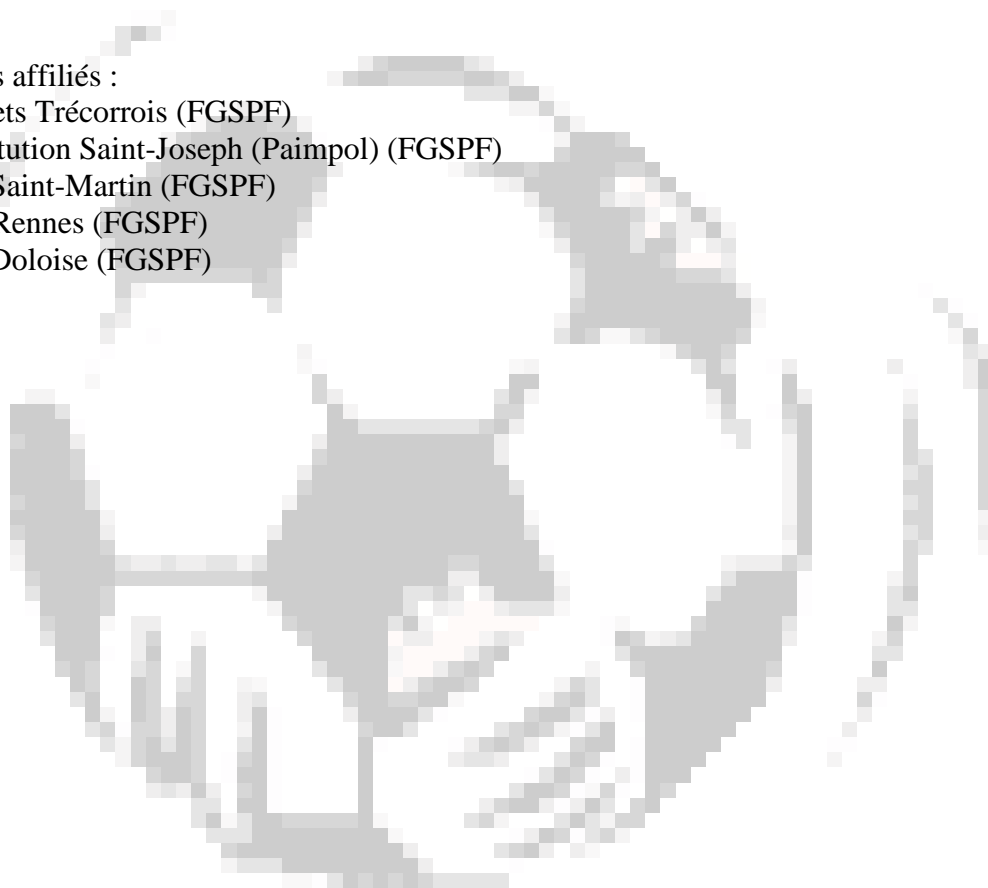 s affiliés :
ets Trécorrois (FGSPF)
tution Saint-Joseph (Paimpol) (FGSPF)
Saint-Martin (FGSPF)
Rennes (FGSPF)
Doloise (FGSPF)